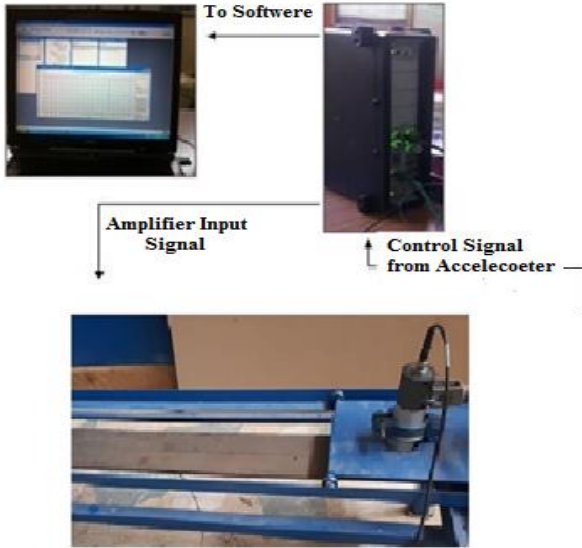 To Softwere
Amplifier Input
Signal
Control Signal
from Accelecoeter